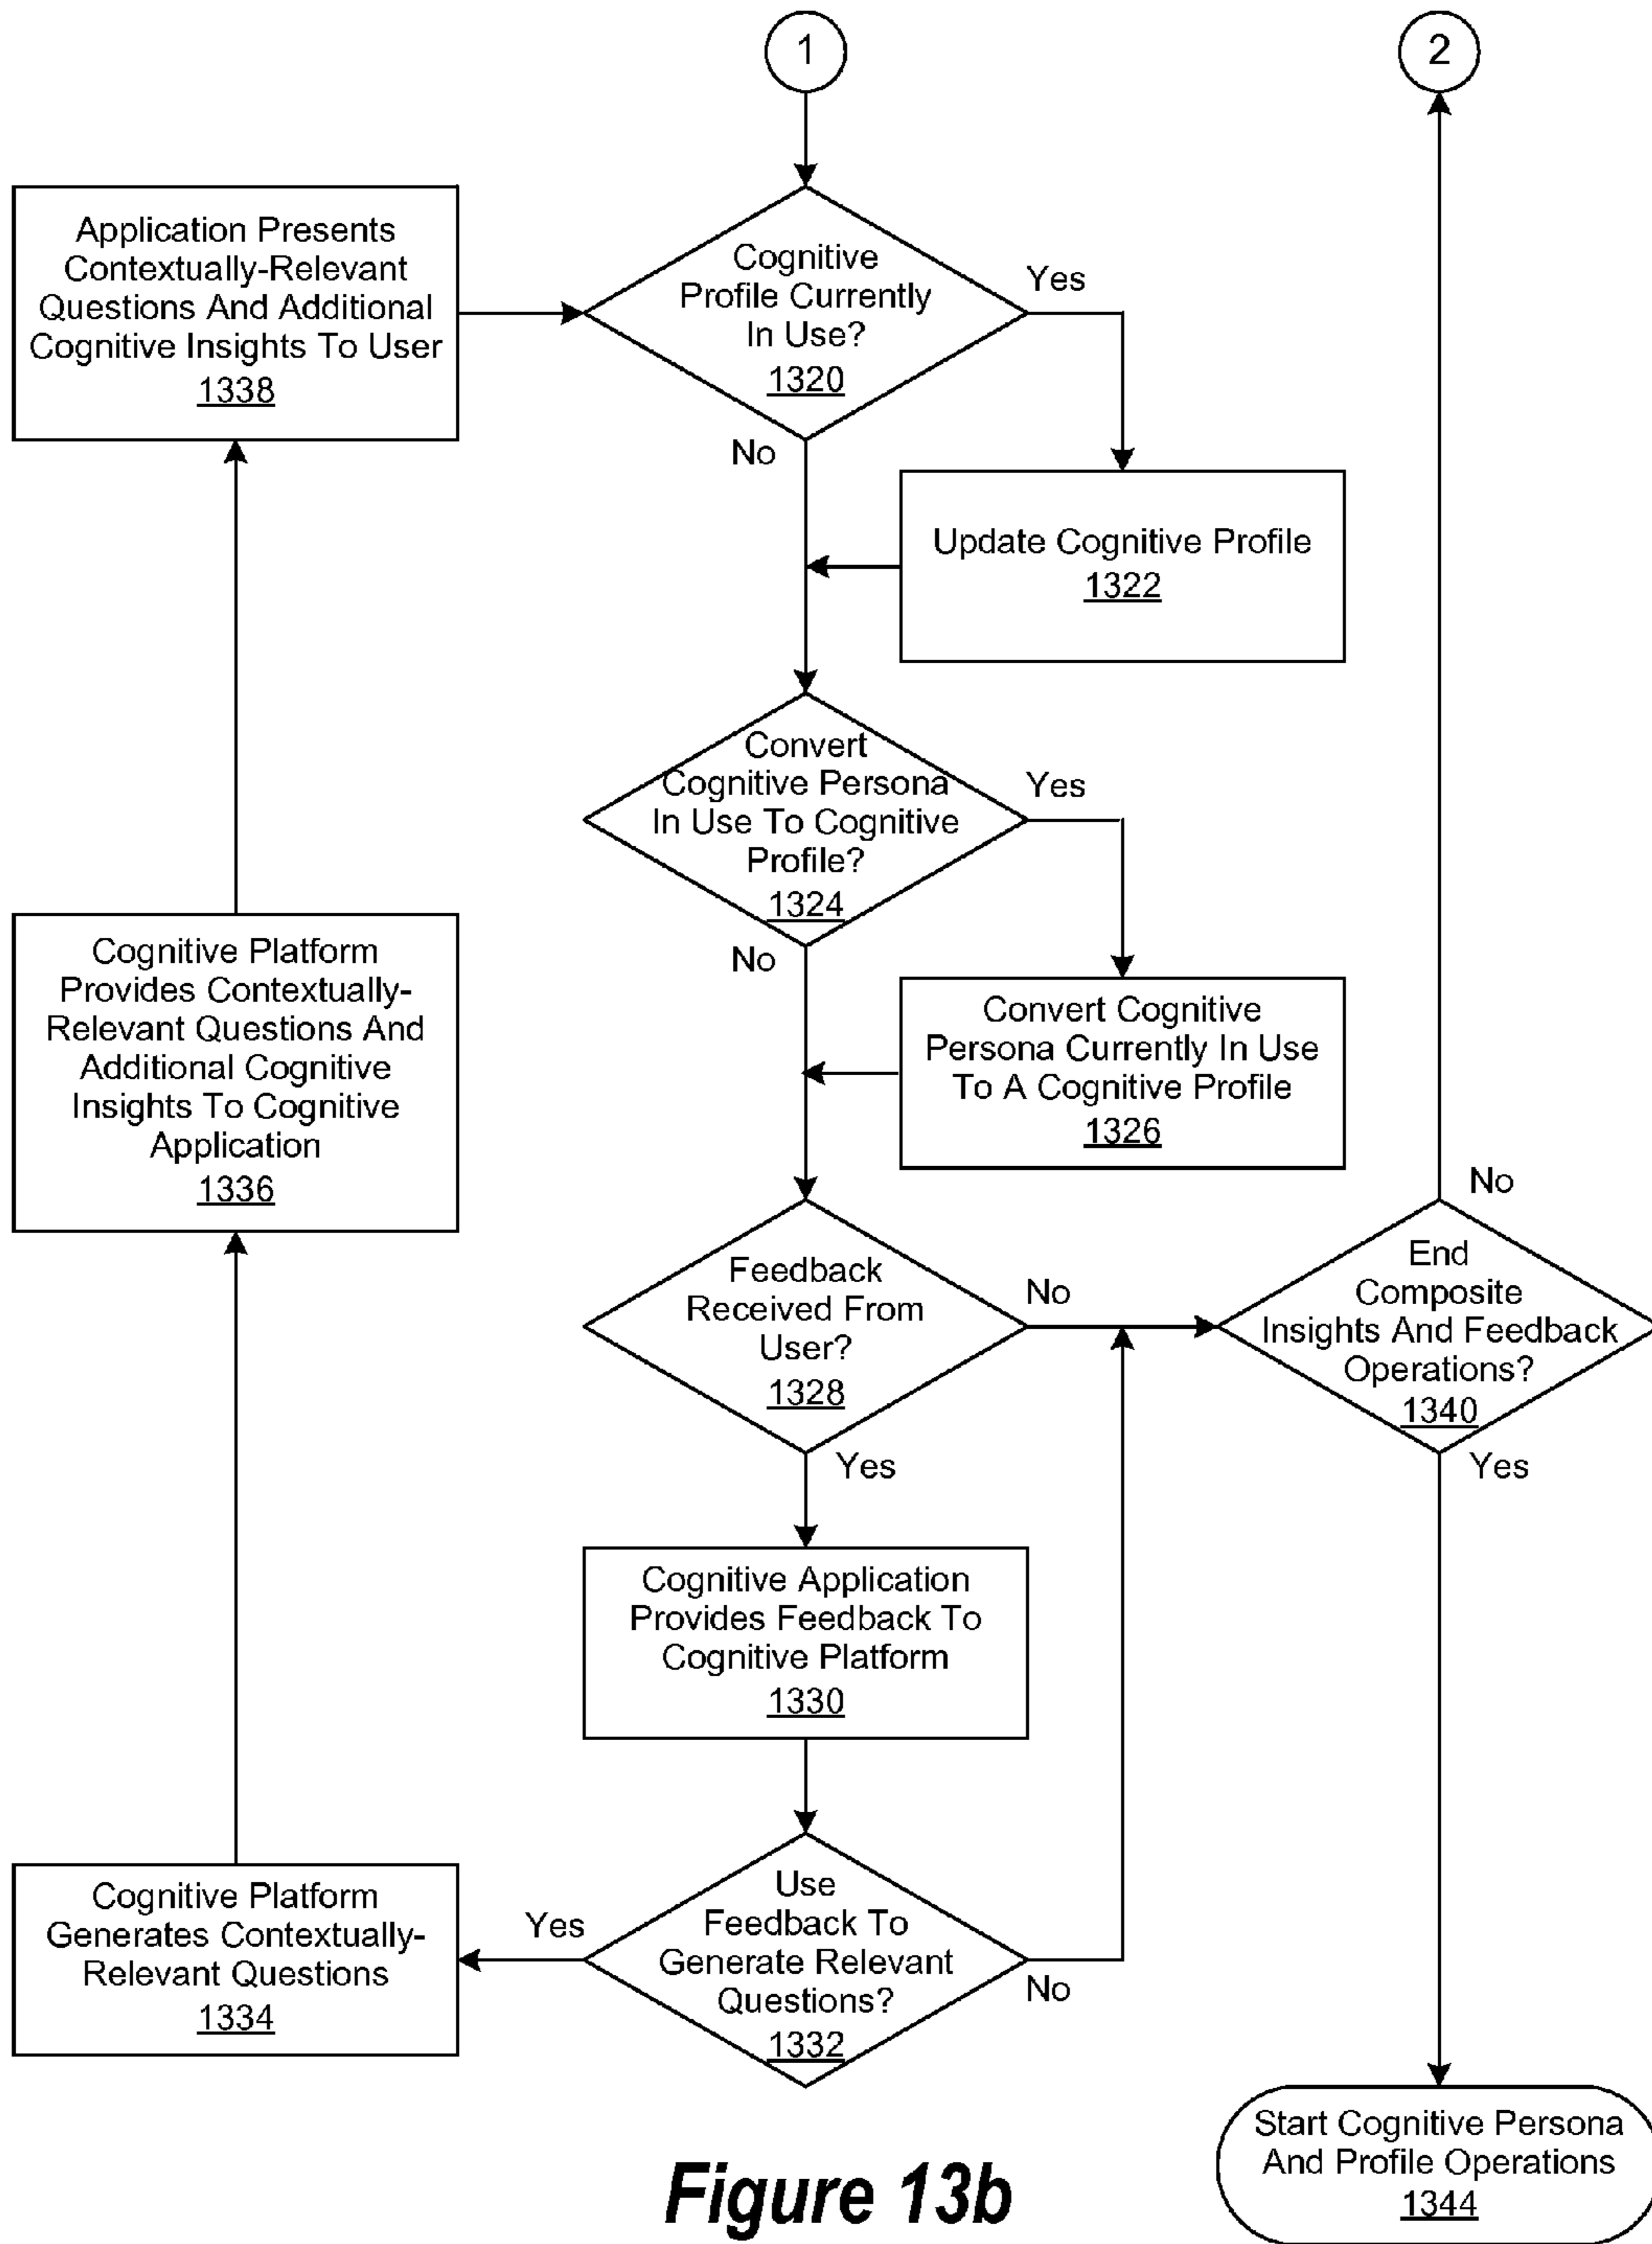 1
2
Application Presents
Contextually-Relevant
Questions And Additional
Cognitive Insights To User
1338
Cognitive
Profile Currently
In Use?
1320
Yes
No
Update Cognitive Profile
1322
Convert
Cognitive Persona
In Use To Cognitive
Profile?
1324
Yes
No
Cognitive Platform
Provides Contextually-
Relevant Questions And
Additional Cognitive
Insights To Cognitive
Application
1336
Convert Cognitive
Persona Currently In Use
To A Cognitive Profile
1326
Feedback
Received From
User?
1328
No
Yes
No
End
Composite
Insights And Feedback
Operations?
1340
Yes
Cognitive Application
Provides Feedback To
Cognitive Platform
1330
Cognitive Platform
Generates Contextually-
Relevant Questions
1334
Yes
Use
Feedback To
Generate Relevant
Questions?
1332
No
Start Cognitive Persona
And Profile Operations
1344
Figure 13b